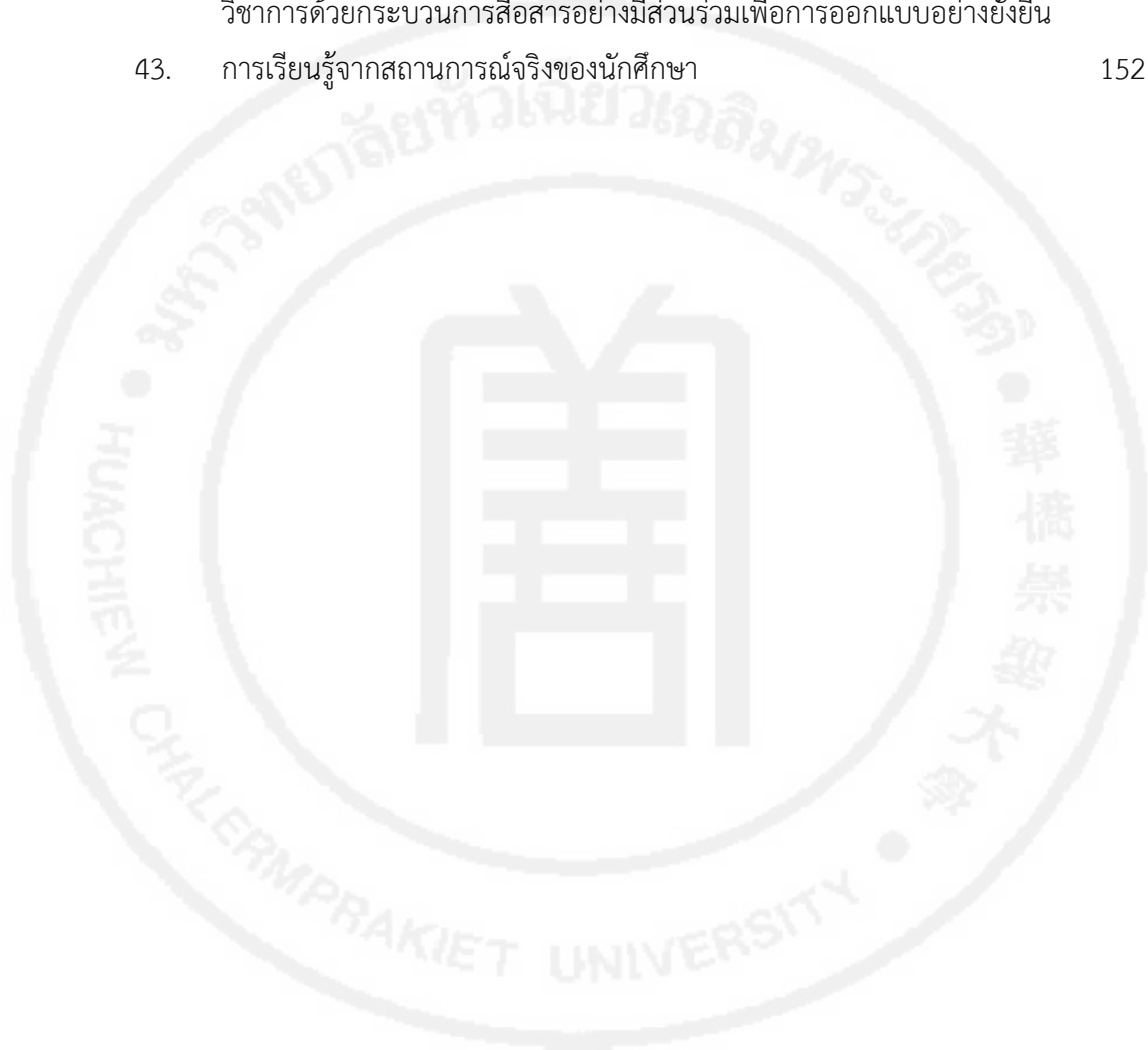 วิชาการด้วยกระบวนการสื่อสารอย่างมีส่วนร่วมเพื่อการออกแบบอย่างยั่งยืน
43. การเรียนรู้จากสถานการณ์จริงของนักศึกษา 152
มหาวิทยาลัยหัวเฉียวเฉลิมพระเกียรติ
HUACHIEW CHALERMPRAKIET UNIVERSITY
華僑崇聖大學